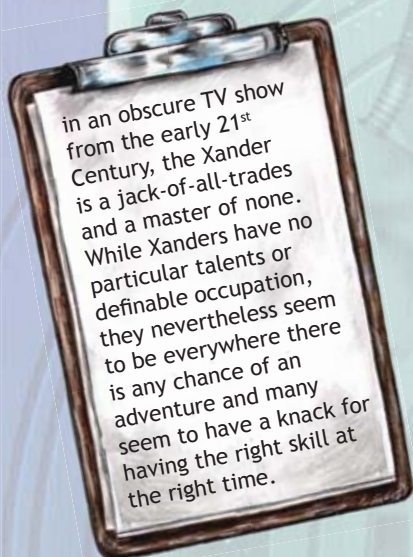 in an obscure TV show
from the early 21st
Century, the Xander
is a jack-of-all-trades
and a master of none.
While Xanders have no
particular talents or
definable occupation,
they nevertheless seem
to be everywhere there
is any chance of an
adventure and many
seem to have a knack for
having the right skill at
the right time.